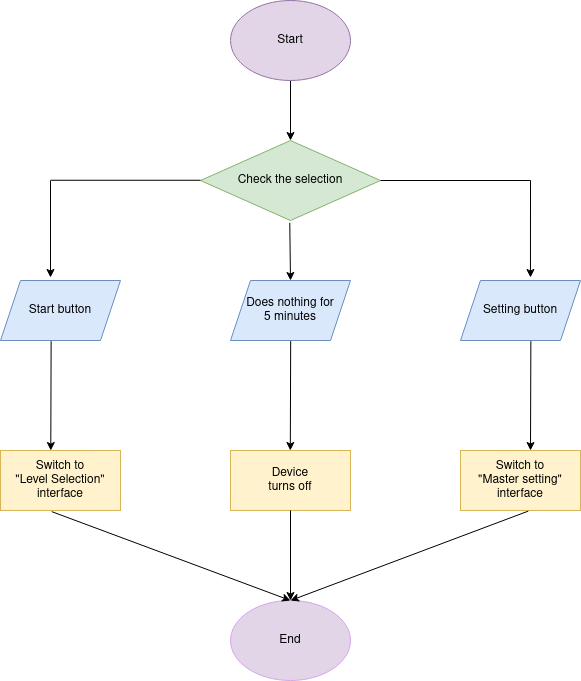 Start
Check the selection
Start button
Does nothing for
5 minutes
Setting button
Switch to
"Level Selection"
interface
Device
turns off
Switch to
"Master setting"
interface
End